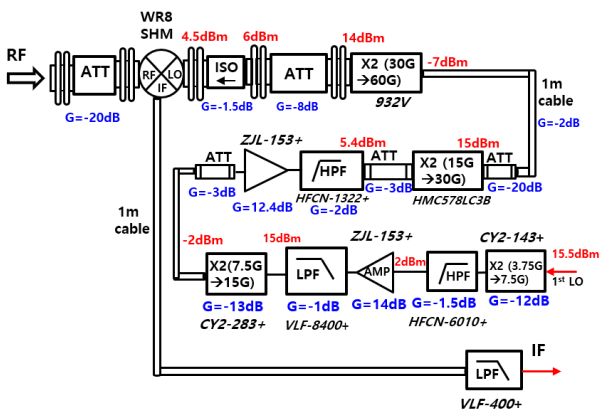 WR8
SHM
RF
ATT
G=-20dB
RF
LO
IF
4.5dBm
ISO
G=-1.5dB
6dBm
ATT
G=-8dB
14dBm
X2 (30G
→60G)
932V
-7dBm
1m
cable
G=-2dB
ATT
G=-3dB
ZJL-153+
G=12.4dB
HPF
HFCN-1322+
G=-2dB
5.4dBm
ATT
G=-3dB
X2 (15G
→30G)
HMC578LC3B
15dBm
ATT
G=-20dB
1m
cable
-2dBm
X2(7.5G
→15G)
G=-13dB
CY2-283+
15dBm
LPF
G=-1dB
VLF-8400+
ZJL-153+
AMP
G=14dB
2dBm
HPF
G=-1.5dB
HFCN-6010+
CY2-143+
X2 (3.75G
→7.5G)
G=-12dB
15.5dBm
1st LO
LPF
VLF-400+
IF